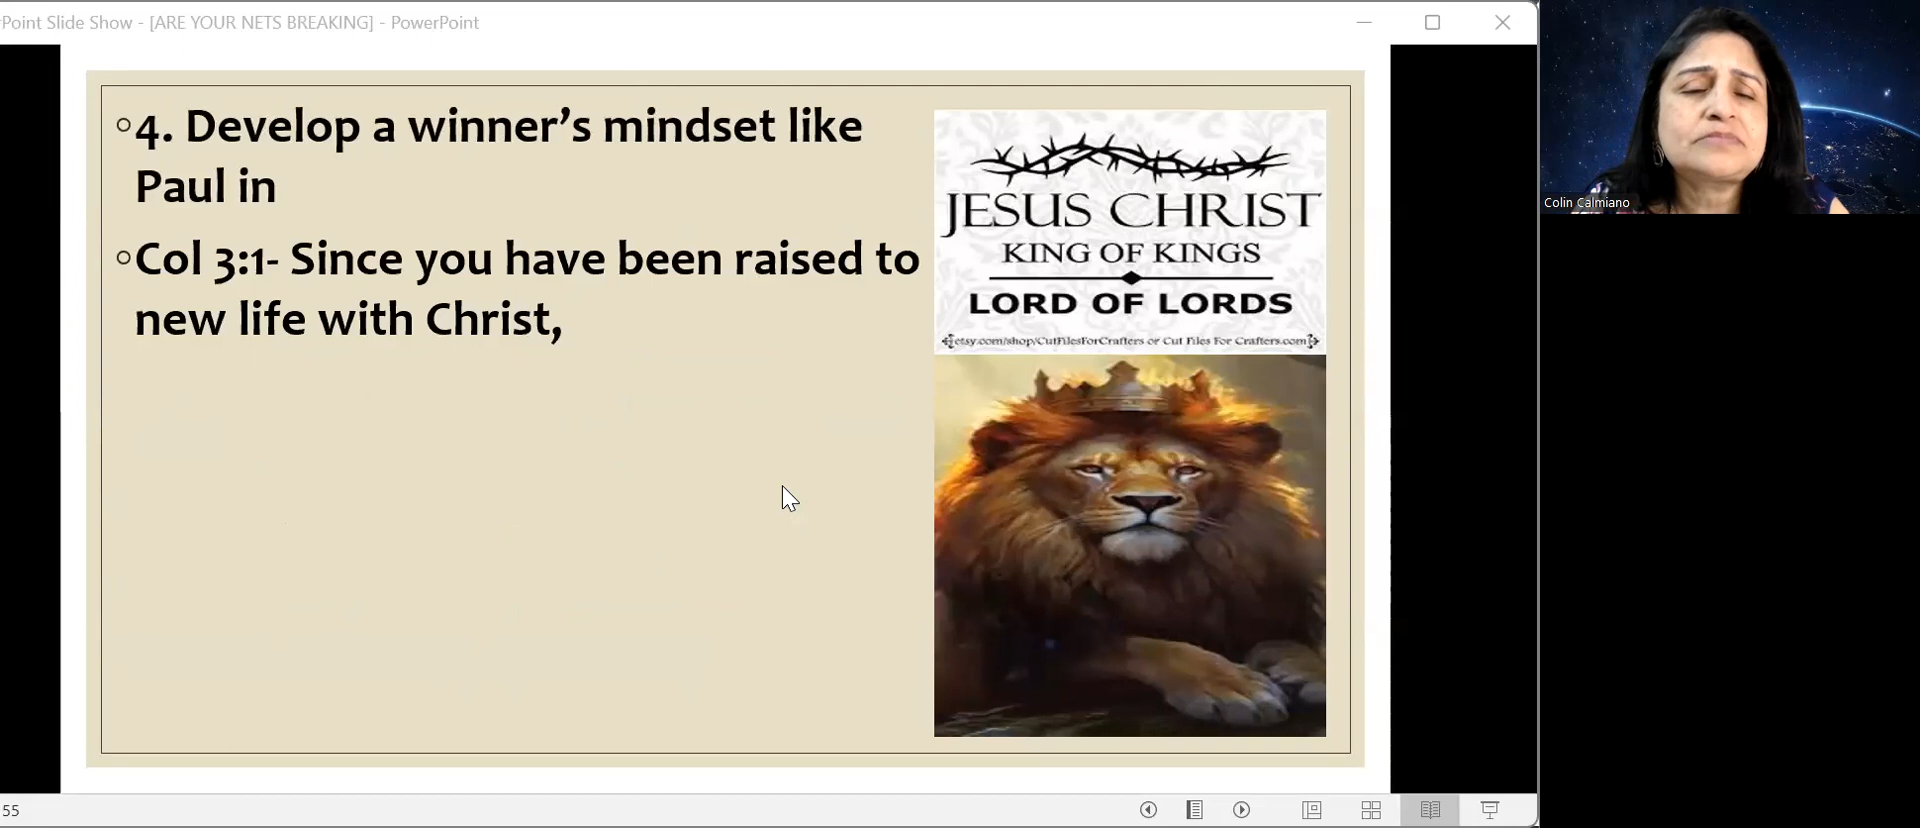 Point Slide Show - [ARE YOUR NETS BREAKING] - PowerPoint
4. Develop a winner’s mindset like
Paul in
Col 3:1- Since you have been raised to
new life with Christ,
JESUS CHRIST
KING OF KINGS
LORD OF LORDS
etsy.com/shop/CutFilesForCrafters or Cut Files For Crafters.com
Colin Calmiano
55